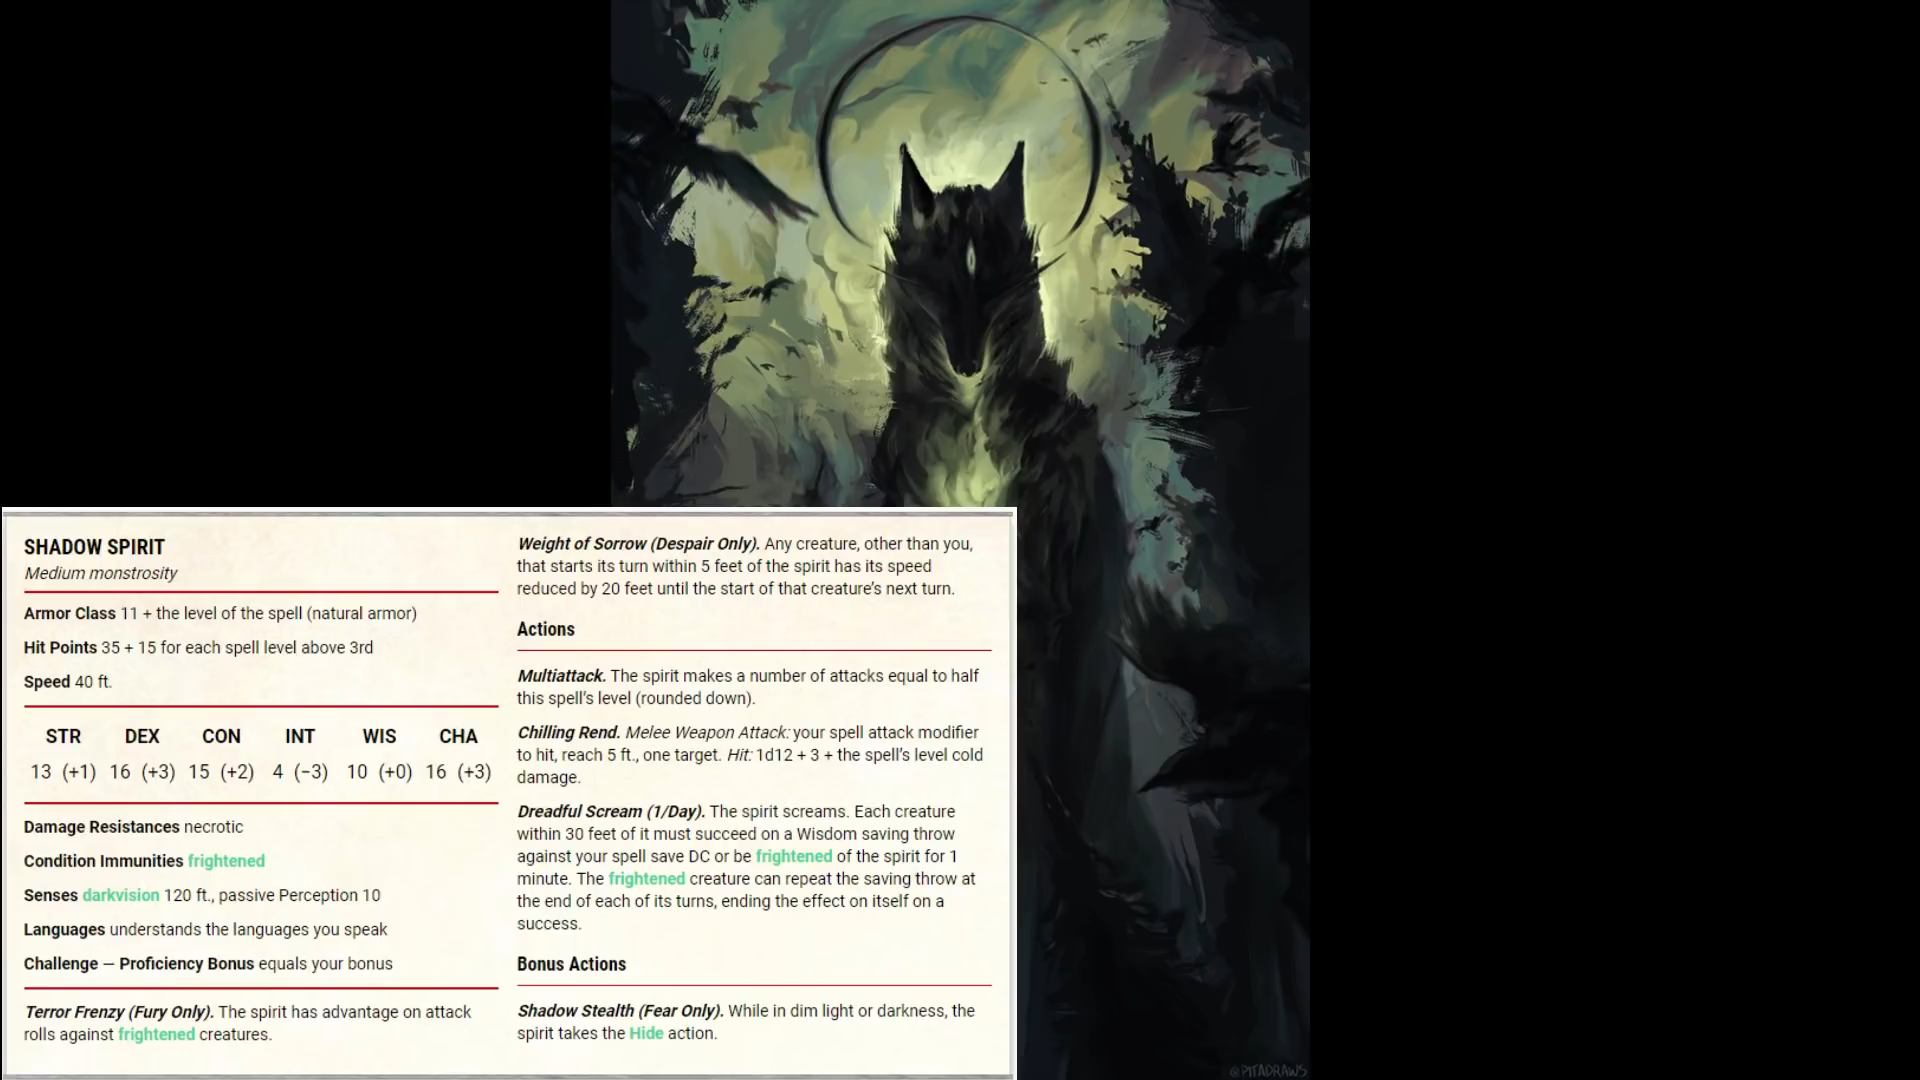 SHADOW SPIRIT
Medium monstrosity
Armor Class 11 + the level of the spell (natural armor)
Hit Points 35 + 15 for each spell level above 3rd
Speed 40 ft.
STR DEX CON INT WIS CHA
13 (+1) 16 (+3) 15 (+2) 4 (−3) 10 (+0) 16 (+3)
Damage Resistances necrotic
Condition Immunities frightened
Senses darkvision 120 ft., passive Perception 10
Languages understands the languages you speak
Challenge — Proficiency Bonus equals your bonus
Terror Frenzy (Fury Only). The spirit has advantage on attack
rolls against frightened creatures.
Weight of Sorrow (Despair Only). Any creature, other than you,
that starts its turn within 5 feet of the spirit has its speed
reduced by 20 feet until the start of that creature's next turn.
Actions
Multiattack. The spirit makes a number of attacks equal to half
this spell's level (rounded down).
Chilling Rend. Melee Weapon Attack: your spell attack modifier
to hit, reach 5 ft., one target. Hit: 1d12 + 3 + the spell's level cold
damage.
Dreadful Scream (1/Day). The spirit screams. Each creature
within 30 feet of it must succeed on a Wisdom saving throw
against your spell save DC or be frightened of the spirit for 1
minute. The frightened creature can repeat the saving throw at
the end of each of its turns, ending the effect on itself on a
success.
Bonus Actions
Shadow Stealth (Fear Only). While in dim light or darkness, the
spirit takes the Hide action.
@PITADRAWS